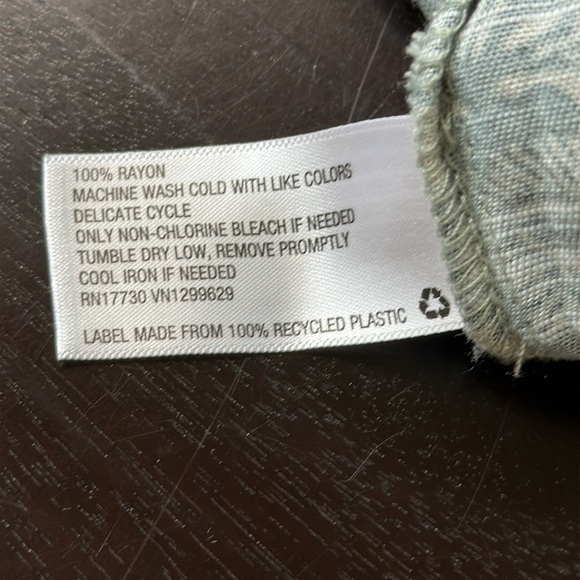 100% RAYON
MACHINE WASH COLD WITH LIKE COLORS
DELICATE CYCLE
ONLY NON-CHLORINE BLEACH IF NEEDED
TUMBLE DRY LOW, REMOVE PROMPTLY
COOL IRON IF NEEDED
RN17730 VN1299629
LABEL MADE FROM 100% RECYCLED PLASTIC